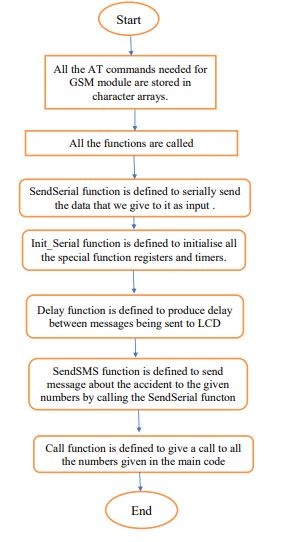 Start
All the AT commands needed for
GSM module are stored in
character arrays.
All the functions are called
SendSerial function is defined to serially send
the data that we give to it as input .
Init_Serial function is defined to initialise all
the special function registers and timers.
Delay function is defined to produce delay
between messages being sent to LCD
SendSMS function is defined to send
message about the accident to the given
numbers by calling the SendSerial functon
Call function is defined to give a call to all
the numbers given in the main code
End